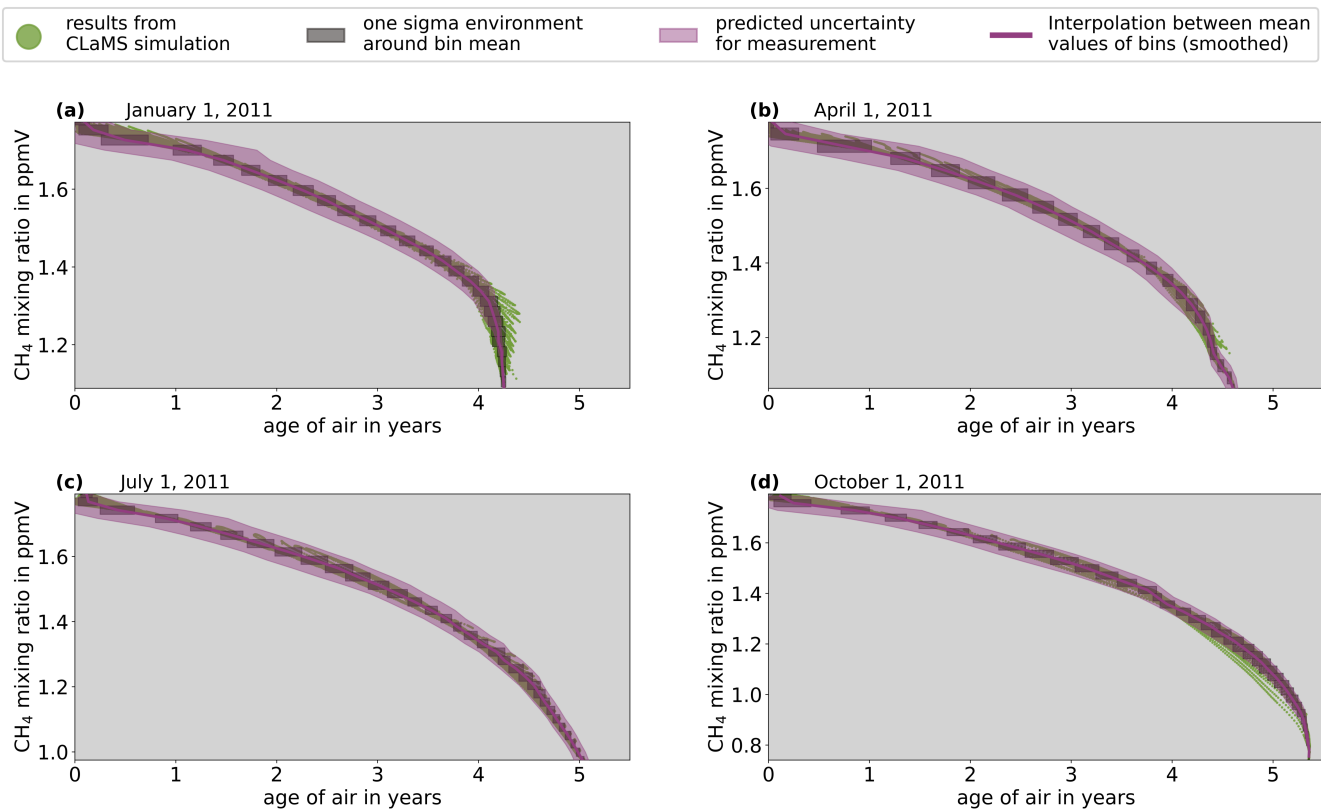 results from
CLaMS simulation
one sigma environment
around bin mean
predicted uncertainty
for measurement
Interpolation between mean
values of bins (smoothed)
(a) January 1, 2011
CH₄ mixing ratio in ppmV
1.6
1.4
1.2
0 1 2 3 4 5
age of air in years
(b) April 1, 2011
CH₄ mixing ratio in ppmV
1.6
1.4
1.2
0 1 2 3 4 5
age of air in years
(c) July 1, 2011
CH₄ mixing ratio in ppmV
1.6
1.4
1.2
1.0
0 1 2 3 4 5
age of air in years
(d) October 1, 2011
CH₄ mixing ratio in ppmV
1.6
1.4
1.2
1.0
0.8
0 1 2 3 4 5
age of air in years